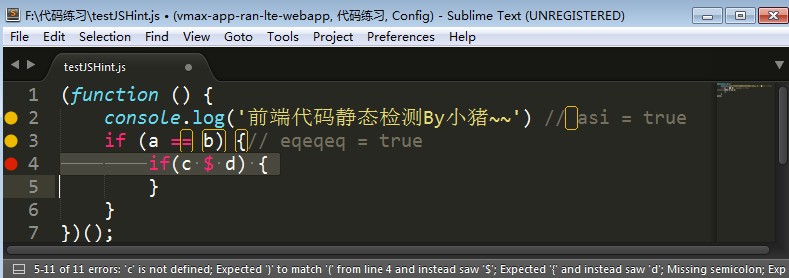 F:\代码练习\testJSHint.js • (vmax-app-ran-lte-webapp, 代码练习, Config) - Sublime Text (UNREGISTERED)
File Edit Selection Find View Goto Tools Project Preferences Help
testJSHint.js
1 (function () {
2 console.log('前端代码静态检测By小猪~~') // asi = true
3 if (a == b) {// eqeqeq = true
4 if(c $ d) {
5 }
6 }
7 })();
5-11 of 11 errors: 'c' is not defined; Expected ')' to match '(' from line 4 and instead saw '$'; Expected '{' and instead saw 'd'; Missing semicolon; Exp